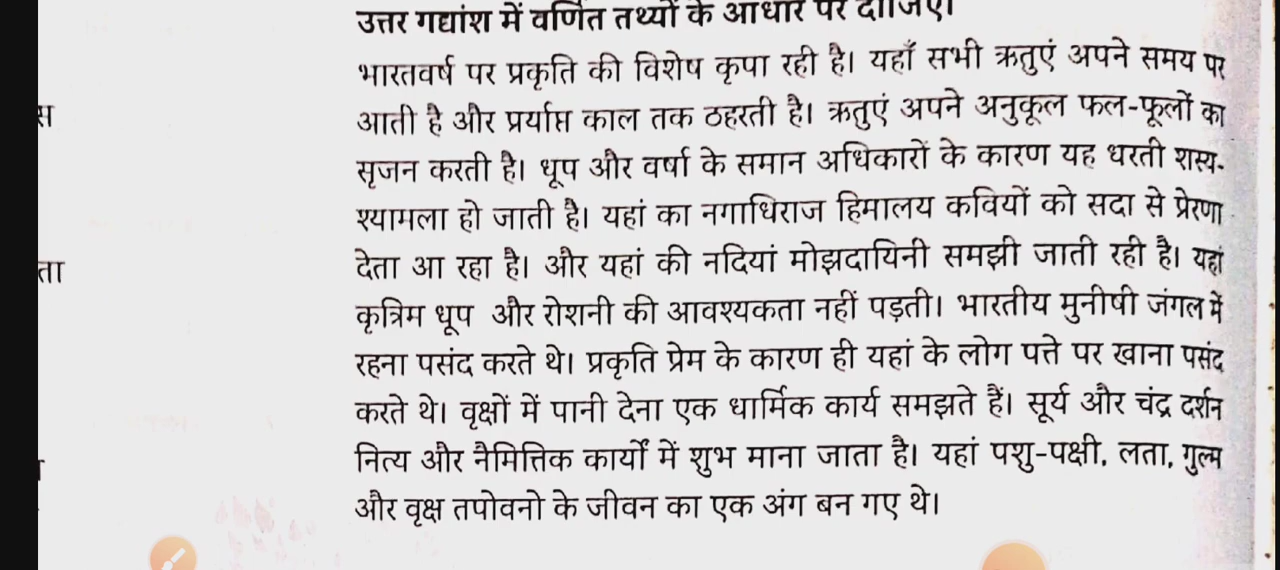 उत्तर गद्यांश में वर्णित तथ्यों के आधार पर दीजिए।
भारतवर्ष पर प्रकृति की विशेष कृपा रही है। यहाँ सभी ऋतुएं अपने समय पर
स
आती है और प्रर्याप्त काल तक ठहरती है। ऋतुएं अपने अनुकूल फल-फूलों का
सृजन करती है। धूप और वर्षा के समान अधिकारों के कारण यह धरती शस्य-
श्यामला हो जाती है। यहां का नगाधिराज हिमालय कवियों को सदा से प्रेरणा
ता
देता आ रहा है। और यहां की नदियां मोझदायिनी समझी जाती रही है। यहां
कृत्रिम धूप और रोशनी की आवश्यकता नहीं पड़ती। भारतीय मुनीषी जंगल में
रहना पसंद करते थे। प्रकृति प्रेम के कारण ही यहां के लोग पत्ते पर खाना पसंद
करते थे। वृक्षों में पानी देना एक धार्मिक कार्य समझते हैं। सूर्य और चंद्र दर्शन
नित्य और नैमित्तिक कार्यों में शुभ माना जाता है। यहां पशु-पक्षी, लता, गुल्म
और वृक्ष तपोवनो के जीवन का एक अंग बन गए थे।